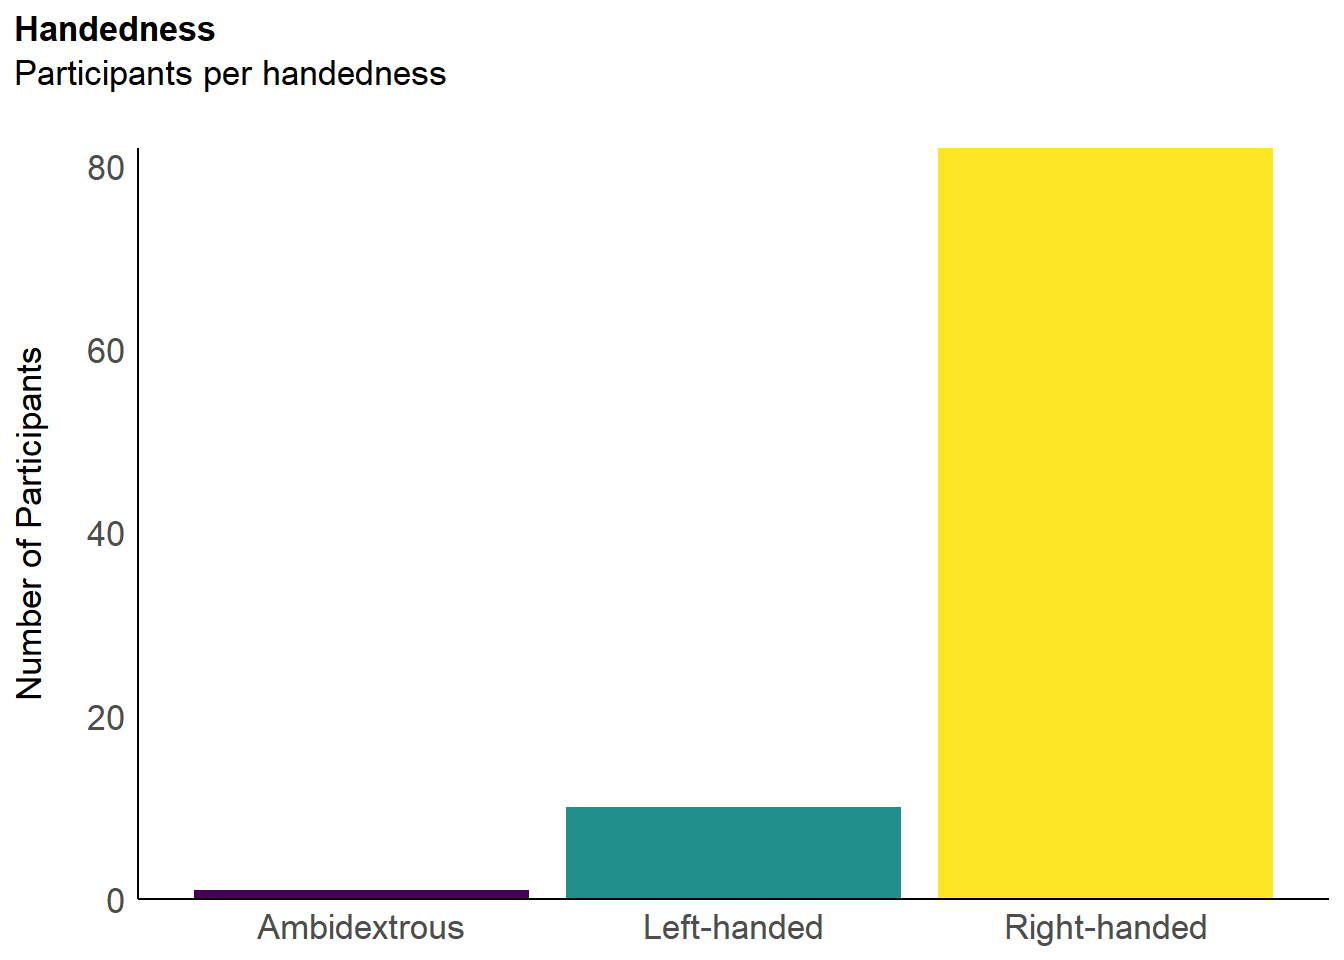 Handedness
Participants per handedness
Number of Participants
80
60
40
20
0
Ambidextrous
Left-handed
Right-handed